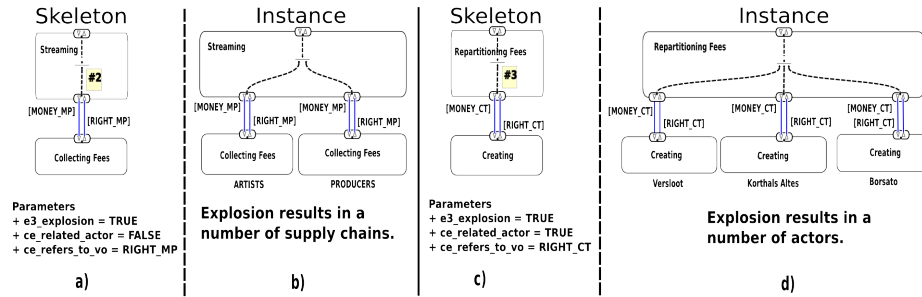 Skeleton
Streaming
#2
[MONEY_MP]
[RIGHT_MP]
Collecting Fees
Parameters
+ e3_explosion = TRUE
+ ce_related_actor = FALSE
+ ce_refers_to_vo = RIGHT_MP
a)
Instance
Streaming
[MONEY_MP]
[MONEY_MP]
[RIGHT_MP]
[RIGHT_MP]
Collecting Fees
Collecting Fees
ARTISTS
PRODUCERS
Explosion results in a
number of supply chains.
b)
Skeleton
Repartitioning Fees
#3
[MONEY_CT]
[RIGHT_CT]
Creating
Parameters
+ e3_explosion = TRUE
+ ce_related_actor = TRUE
+ ce_refers_to_vo = RIGHT_CT
c)
Instance
Repartitioning Fees
[MONEY_CT]
[MONEY_CT]
[MONEY_CT]
[RIGHT_CT]
[RIGHT_CT]
[RIGHT_CT]
Creating
Creating
Creating
Versloot
Korthals Altes
Borsato
Explosion results in a
number of actors.
d)